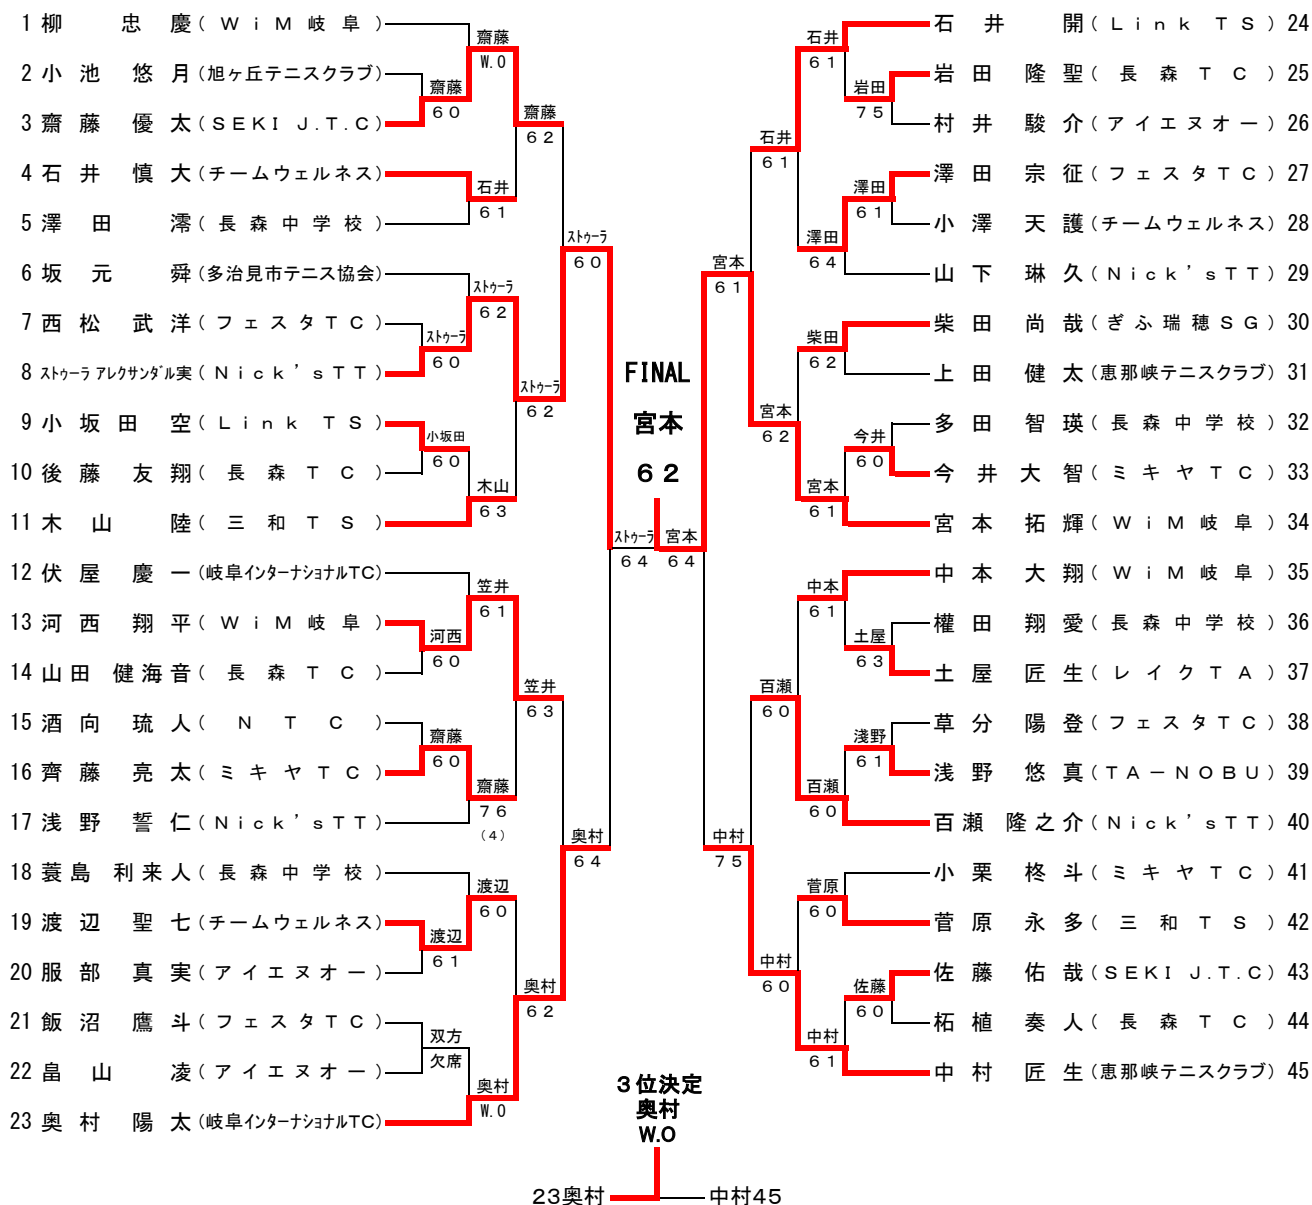 1 柳 忠 慶 (WiM岐阜)
2 小 池 悠 月 (旭ヶ丘テニスクラブ)
3 齋 藤 優 太 (SEKI J.T.C)
4 石 井 慎 大 (チームウェルネス)
5 澤 田 澪 (長森中学校)
6 坂 元 舜 (多治見市テニス協会)
7 西 松 武 洋 (フェスタTC)
8 ストゥーラ アレクサンダル実 (Nick'sTT)
9 小 坂 田 空 (Link TS)
10 後 藤 友 翔 (長森TC)
11 木 山 陸 (三和TS)
12 伏 屋 慶 一 (岐阜インターナショナルTC)
13 河 西 翔 平 (WiM岐阜)
14 山 田 健 海 音 (長森TC)
15 酒 向 琉 人 (NTC)
16 齊 藤 亮 太 (ミキヤTC)
17 浅 野 誓 仁 (Nick'sTT)
18 蓑 島 利 来 人 (長森中学校)
19 渡 辺 聖 七 (チームウェルネス)
20 服 部 真 実 (アイエヌオー)
21 飯 沼 鷹 斗 (フェスタTC)
22 畠 山 凌 (アイエヌオー)
23 奥 村 陽 太 (岐阜インターナショナルTC)
齋藤
60
ストゥーラ
60
小坂田
60
河西
60
齋藤
60
渡辺
61
双方
欠席
齋藤
W.O
石井
61
ストゥーラ
62
木山
63
笠井
61
齋藤
76
(4)
渡辺
60
奥村
W.O
齋藤
62
ストゥーラ
62
笠井
63
奥村
62
ストゥーラ
60
奥村
64
ストゥーラ
64
FINAL
宮本
62
宮本
64
宮本
61
中村
75
石井
61
宮本
62
百瀬
60
中村
60
石井
61
澤田
64
柴田
62
宮本
61
中本
61
百瀬
60
菅原
60
中村
61
岩田
75
澤田
61
今井
60
土屋
63
浅野
61
佐藤
60
石 井 開 (Link TS) 24
岩 田 隆 聖 (長森TC) 25
村 井 駿 介 (アイエヌオー) 26
澤 田 宗 征 (フェスタTC) 27
小 澤 天 護 (チームウェルネス) 28
山 下 琳 久 (Nick'sTT) 29
柴 田 尚 哉 (ぎふ瑞穂SG) 30
上 田 健 太 (恵那峡テニスクラブ) 31
多 田 智 瑛 (長森中学校) 32
今 井 大 智 (ミキヤTC) 33
宮 本 拓 輝 (WiM岐阜) 34
中 本 大 翔 (WiM岐阜) 35
權 田 翔 愛 (長森中学校) 36
土 屋 匠 生 (レイクTA) 37
草 分 陽 登 (フェスタTC) 38
浅 野 悠 真 (TA-NOBU) 39
百 瀬 隆 之 介 (Nick'sTT) 40
小 栗 柊 斗 (ミキヤTC) 41
菅 原 永 多 (三和TS) 42
佐 藤 佑 哉 (SEKI J.T.C) 43
柘 植 奏 人 (長森TC) 44
中 村 匠 生 (恵那峡テニスクラブ) 45
3位決定
奥村
W.O
23奥村 中村45